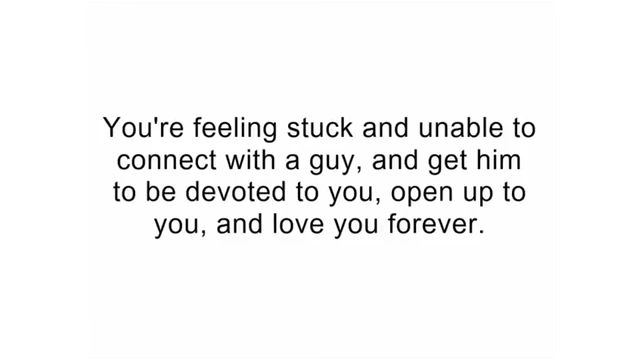 You're feeling stuck and unable to
connect with a guy, and get him
to be devoted to you, open up to
you, and love you forever.